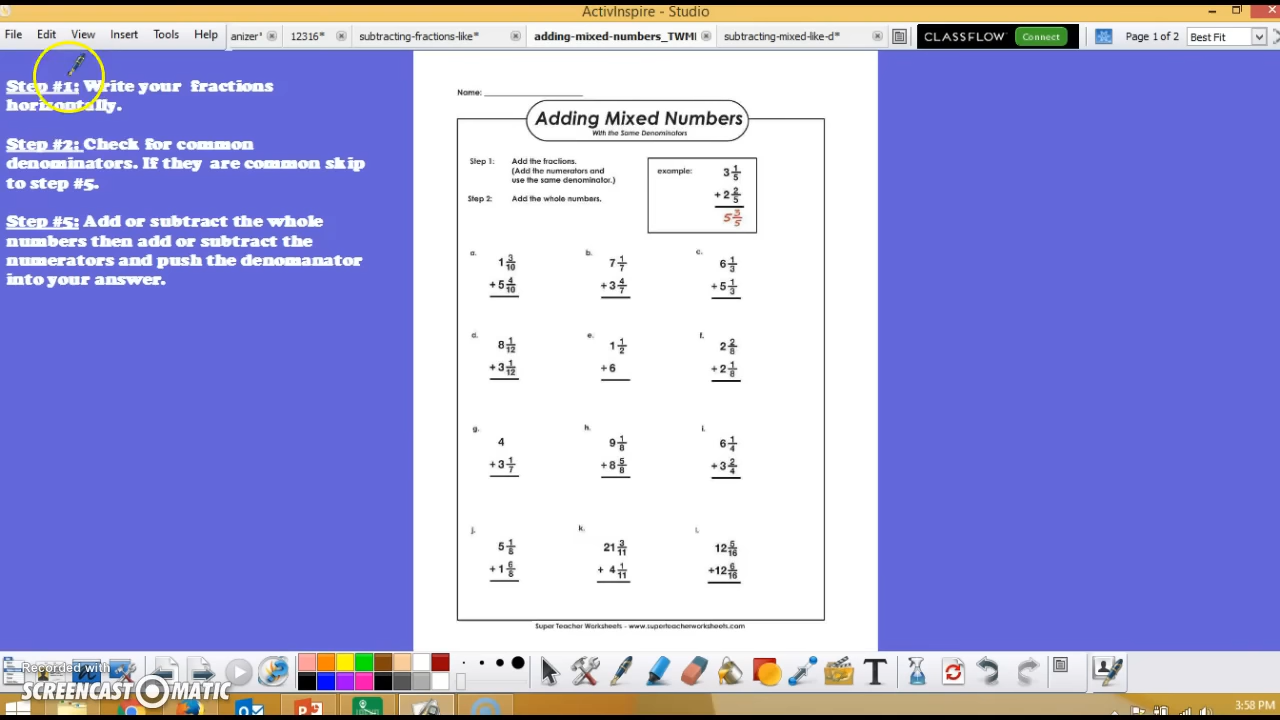 ActivInspire - Studio
File Edit View Insert Tools Help anizer* 12316* subtracting-fractions-like* adding-mixed-numbers_TWM subtracting-mixed-like-d* CLASSFLOW Connect Page 1 of 2 Best Fit
Step #1: Write your fractions
horizontally.
Step #2: Check for common
denominators. If they are common skip
to step #5.
Step #5: Add or subtract the whole
numbers then add or subtract the
numerators and push the denomanator
into your answer.
Name:
Adding Mixed Numbers
With the Same Denominators
Step 1: Add the fractions.
(Add the numerators and
use the same denominator.)
Step 2: Add the whole numbers.
example: 3 1/5
+ 2 2/5
5 3/5
a. b. c.
1 3/10 7 1/7 6 1/3
+ 5 4/10 + 3 4/7 + 5 1/3
d. e. f.
8 1/12 1 1/2 2 2/8
+ 3 1/12 + 6 + 2 1/8
g. h. i.
4 9 1/8 6 1/4
+ 3 1/7 + 8 5/8 + 3 2/4
j. k. l.
5 1/8 21 3/11 12 5/16
+ 1 6/8 + 4 1/11 + 12 6/16
Super Teacher Worksheets - www.superteacherworksheets.com
Recorded with
SCREENCAST O MATIC
3:58 PM